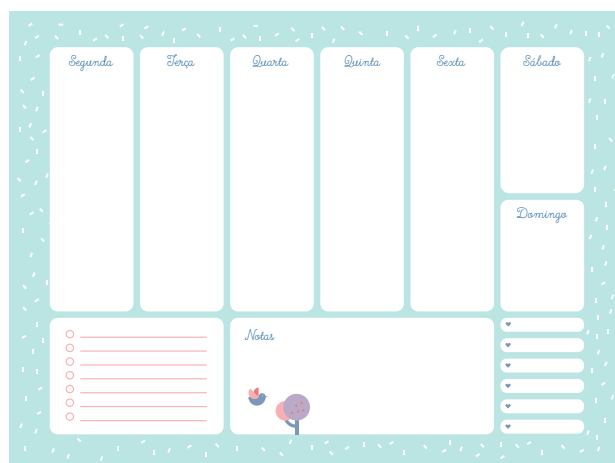 Segunda
Terça
Quarta
Quinta
Sexta
Sábado
Domingo
Notas